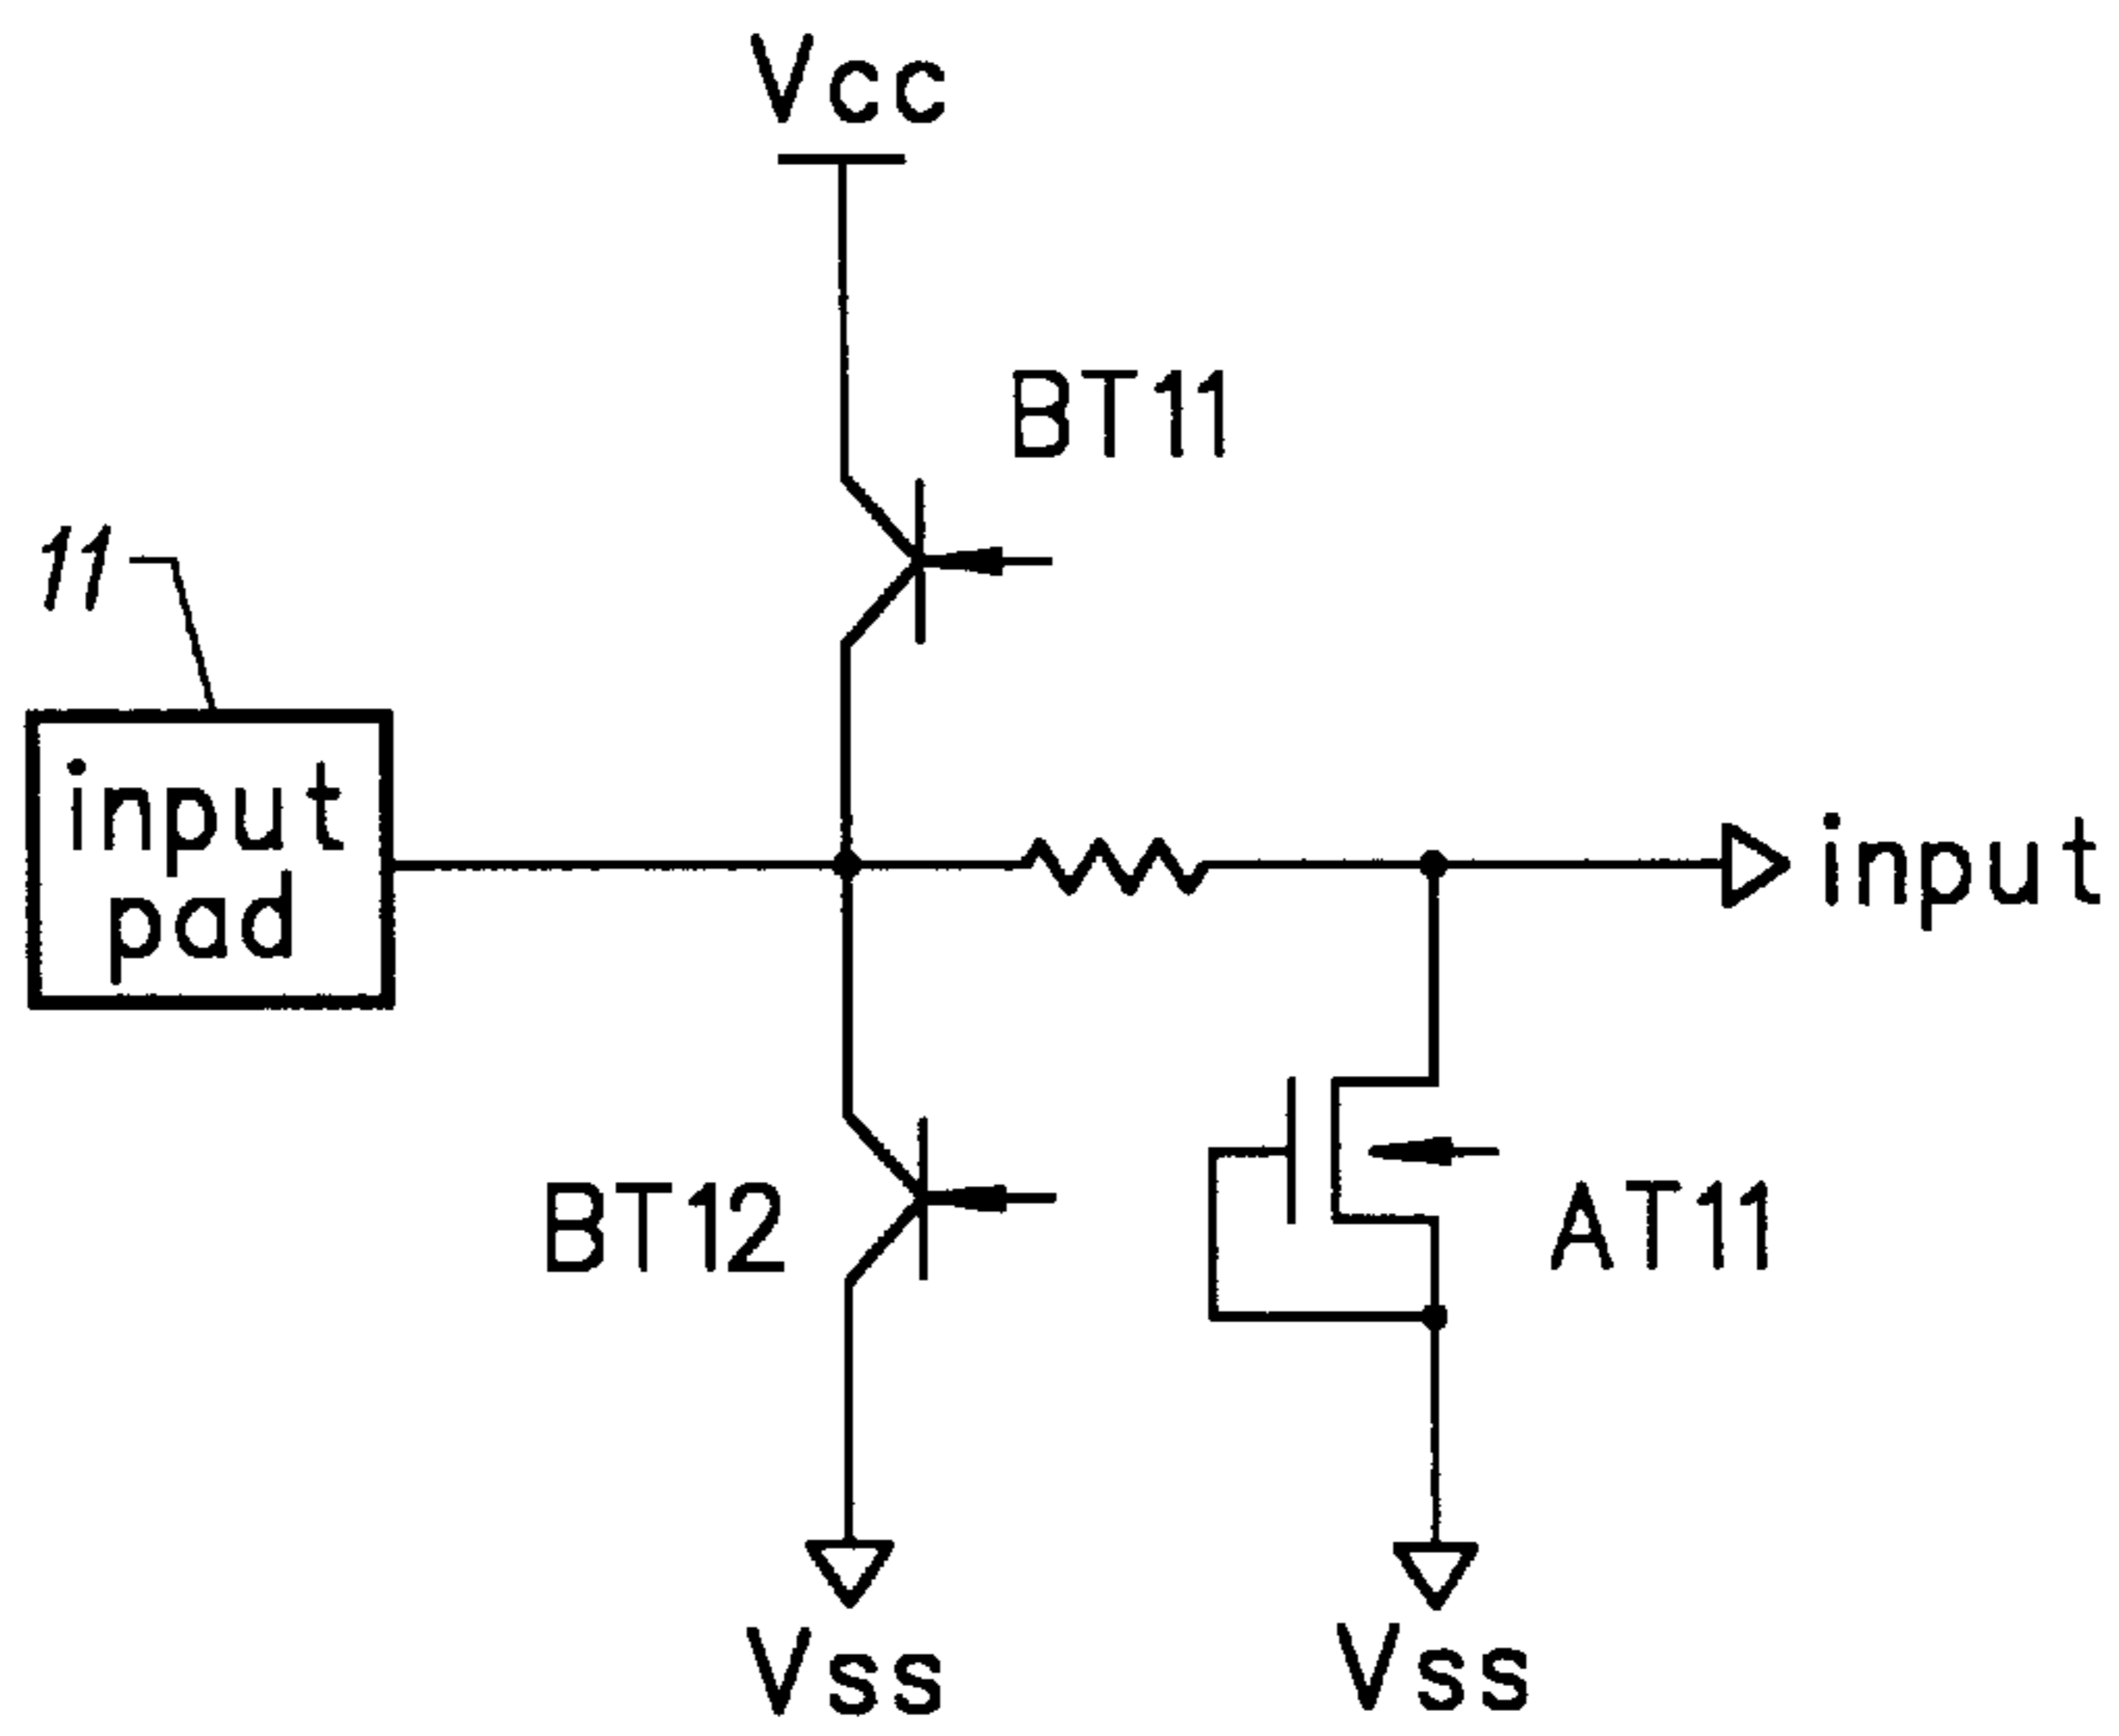 Vcc
BT11
11
input
pad
input
BT12
AT11
Vss
Vss